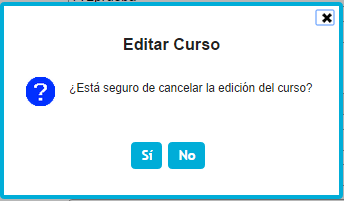 Editar Curso
¿Está seguro de cancelar la edición del curso?
Sí No